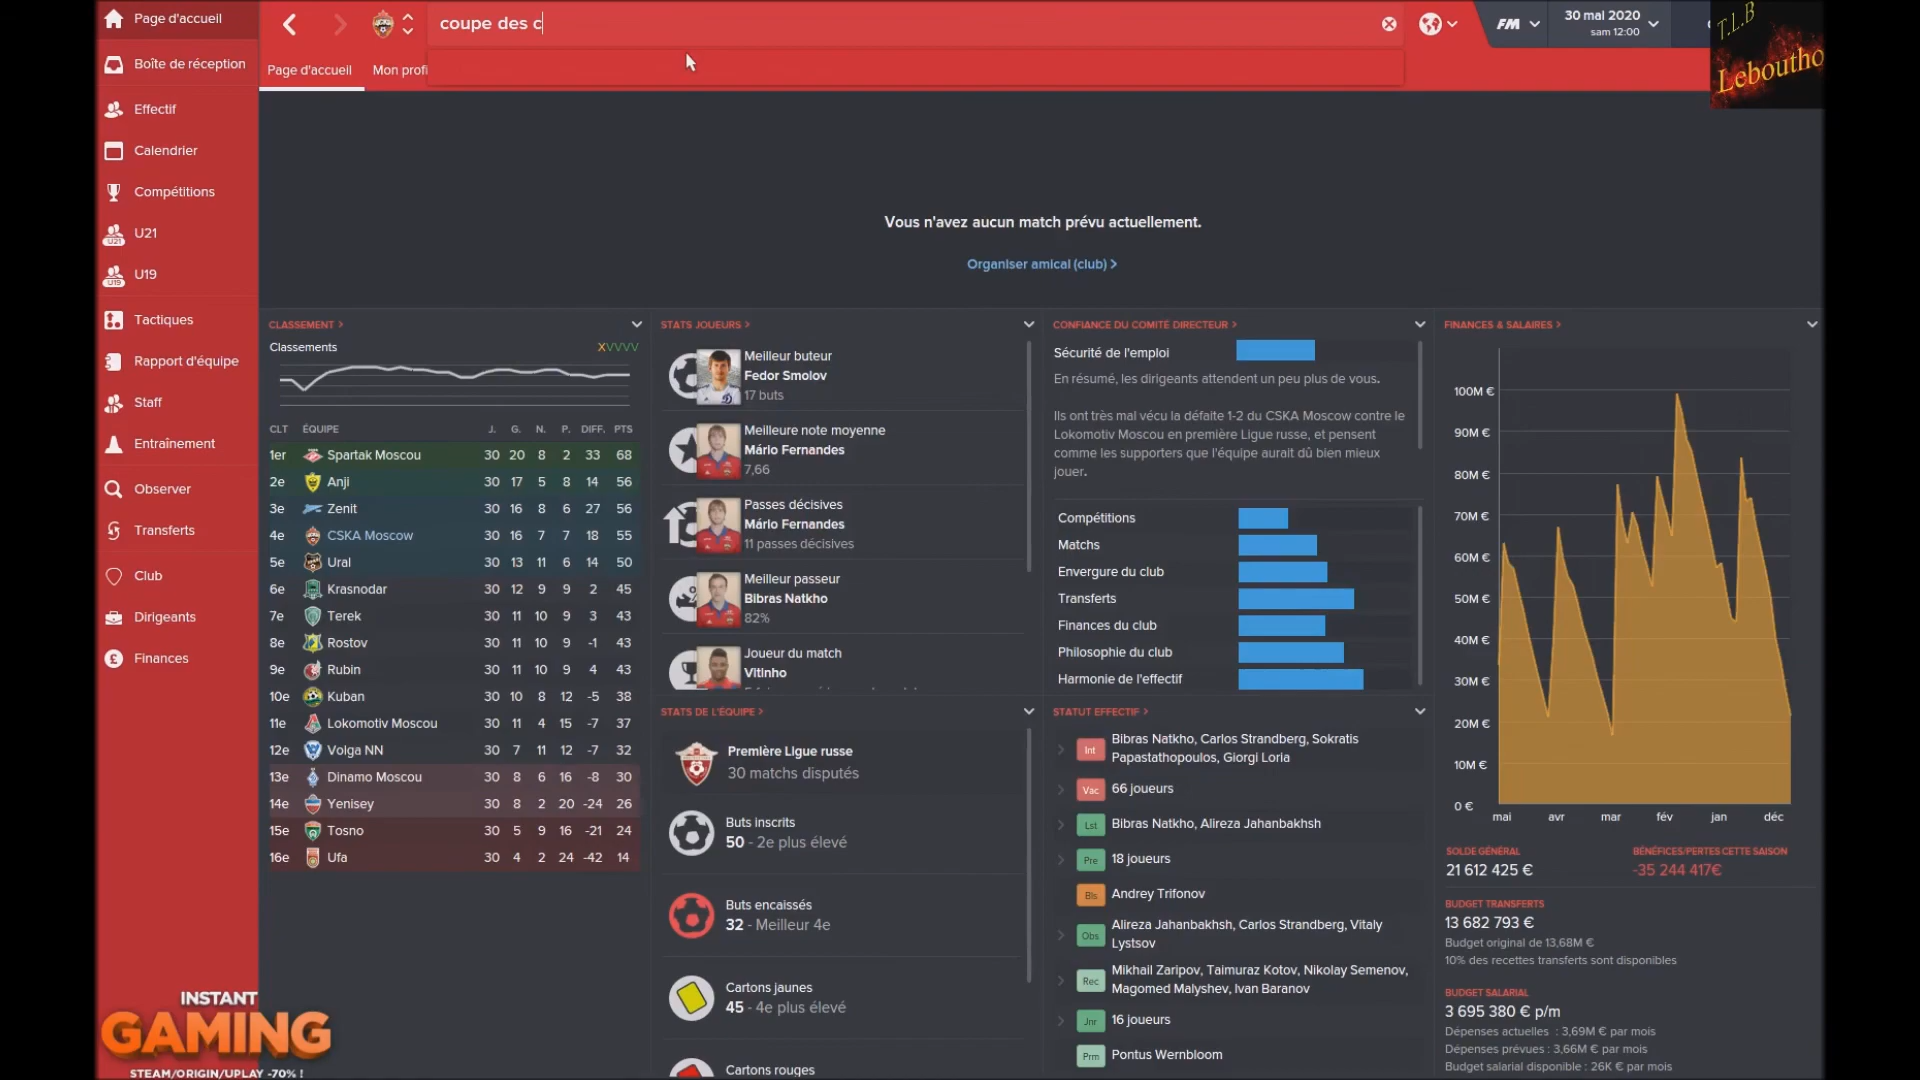 Page d'accueil
Boîte de réception
Effectif
Calendrier
Compétitions
U21
U19
Tactiques
Rapport d'équipe
Staff
Entraînement
Observer
Transferts
Club
Dirigeants
Finances
INSTANT
GAMING
STEAM/ORIGIN/UPLAY -70% !
coupe des c
FM
30 mai 2020
sam 12:00
T.L.B
Leboutho
Page d'accueil
Mon profi
Vous n'avez aucun match prévu actuellement.
Organiser amical (club) >
CLASSEMENT >
Classements XVVVV
CLT ÉQUIPE J. G. N. P. DIFF. PTS
1er Spartak Moscou 30 20 8 2 33 68
2e Anji 30 17 5 8 14 56
3e Zenit 30 16 8 6 27 56
4e CSKA Moscow 30 16 7 7 18 55
5e Ural 30 13 11 6 14 50
6e Krasnodar 30 12 9 9 2 45
7e Terek 30 11 10 9 3 43
8e Rostov 30 11 10 9 -1 43
9e Rubin 30 11 10 9 4 43
10e Kuban 30 10 8 12 -5 38
11e Lokomotiv Moscou 30 11 4 15 -7 37
12e Volga NN 30 7 11 12 -7 32
13e Dinamo Moscou 30 8 6 16 -8 30
14e Yenisey 30 8 2 20 -24 26
15e Tosno 30 5 9 16 -21 24
16e Ufa 30 4 2 24 -42 14
STATS JOUEURS >
Meilleur buteur
Fedor Smolov
17 buts
Meilleure note moyenne
Mário Fernandes
7,66
Passes décisives
Mário Fernandes
11 passes décisives
Meilleur passeur
Bibras Natkho
82%
Joueur du match
Vitinho
STATS DE L'ÉQUIPE >
Première Ligue russe
30 matchs disputés
Buts inscrits
50 - 2e plus élevé
Buts encaissés
32 - Meilleur 4e
Cartons jaunes
45 - 4e plus élevé
Cartons rouges
CONFIANCE DU COMITÉ DIRECTEUR >
Sécurité de l'emploi
En résumé, les dirigeants attendent un peu plus de vous.
Ils ont très mal vécu la défaite 1-2 du CSKA Moscow contre le
Lokomotiv Moscou en première Ligue russe, et pensent
comme les supporters que l'équipe aurait dû bien mieux
jouer.
Compétitions
Matchs
Envergure du club
Transferts
Finances du club
Philosophie du club
Harmonie de l'effectif
STATUT EFFECTIF >
Int Bibras Natkho, Carlos Strandberg, Sokratis
Papastathopoulos, Giorgi Loria
Vac 66 joueurs
Lst Bibras Natkho, Alireza Jahanbakhsh
Pre 18 joueurs
Bls Andrey Trifonov
Obs Alireza Jahanbakhsh, Carlos Strandberg, Vitaly
Lystsov
Rec Mikhail Zaripov, Taimuraz Kotov, Nikolay Semenov,
Magomed Malyshev, Ivan Baranov
Jnr 16 joueurs
Prm Pontus Wernbloom
FINANCES & SALAIRES >
100M €
90M €
80M €
70M €
60M €
50M €
40M €
30M €
20M €
10M €
0 €
mai avr mar fév jan déc
SOLDE GÉNÉRAL
21 612 425 €
BÉNÉFICES/PERTES CETTE SAISON
-35 244 417€
BUDGET TRANSFERTS
13 682 793 €
Budget original de 13,68M €
10% des recettes transferts sont disponibles
BUDGET SALARIAL
3 695 380 € p/m
Dépenses actuelles : 3,69M € par mois
Dépenses prévues : 3,66M € par mois
Budget salarial disponible : 26K € par mois